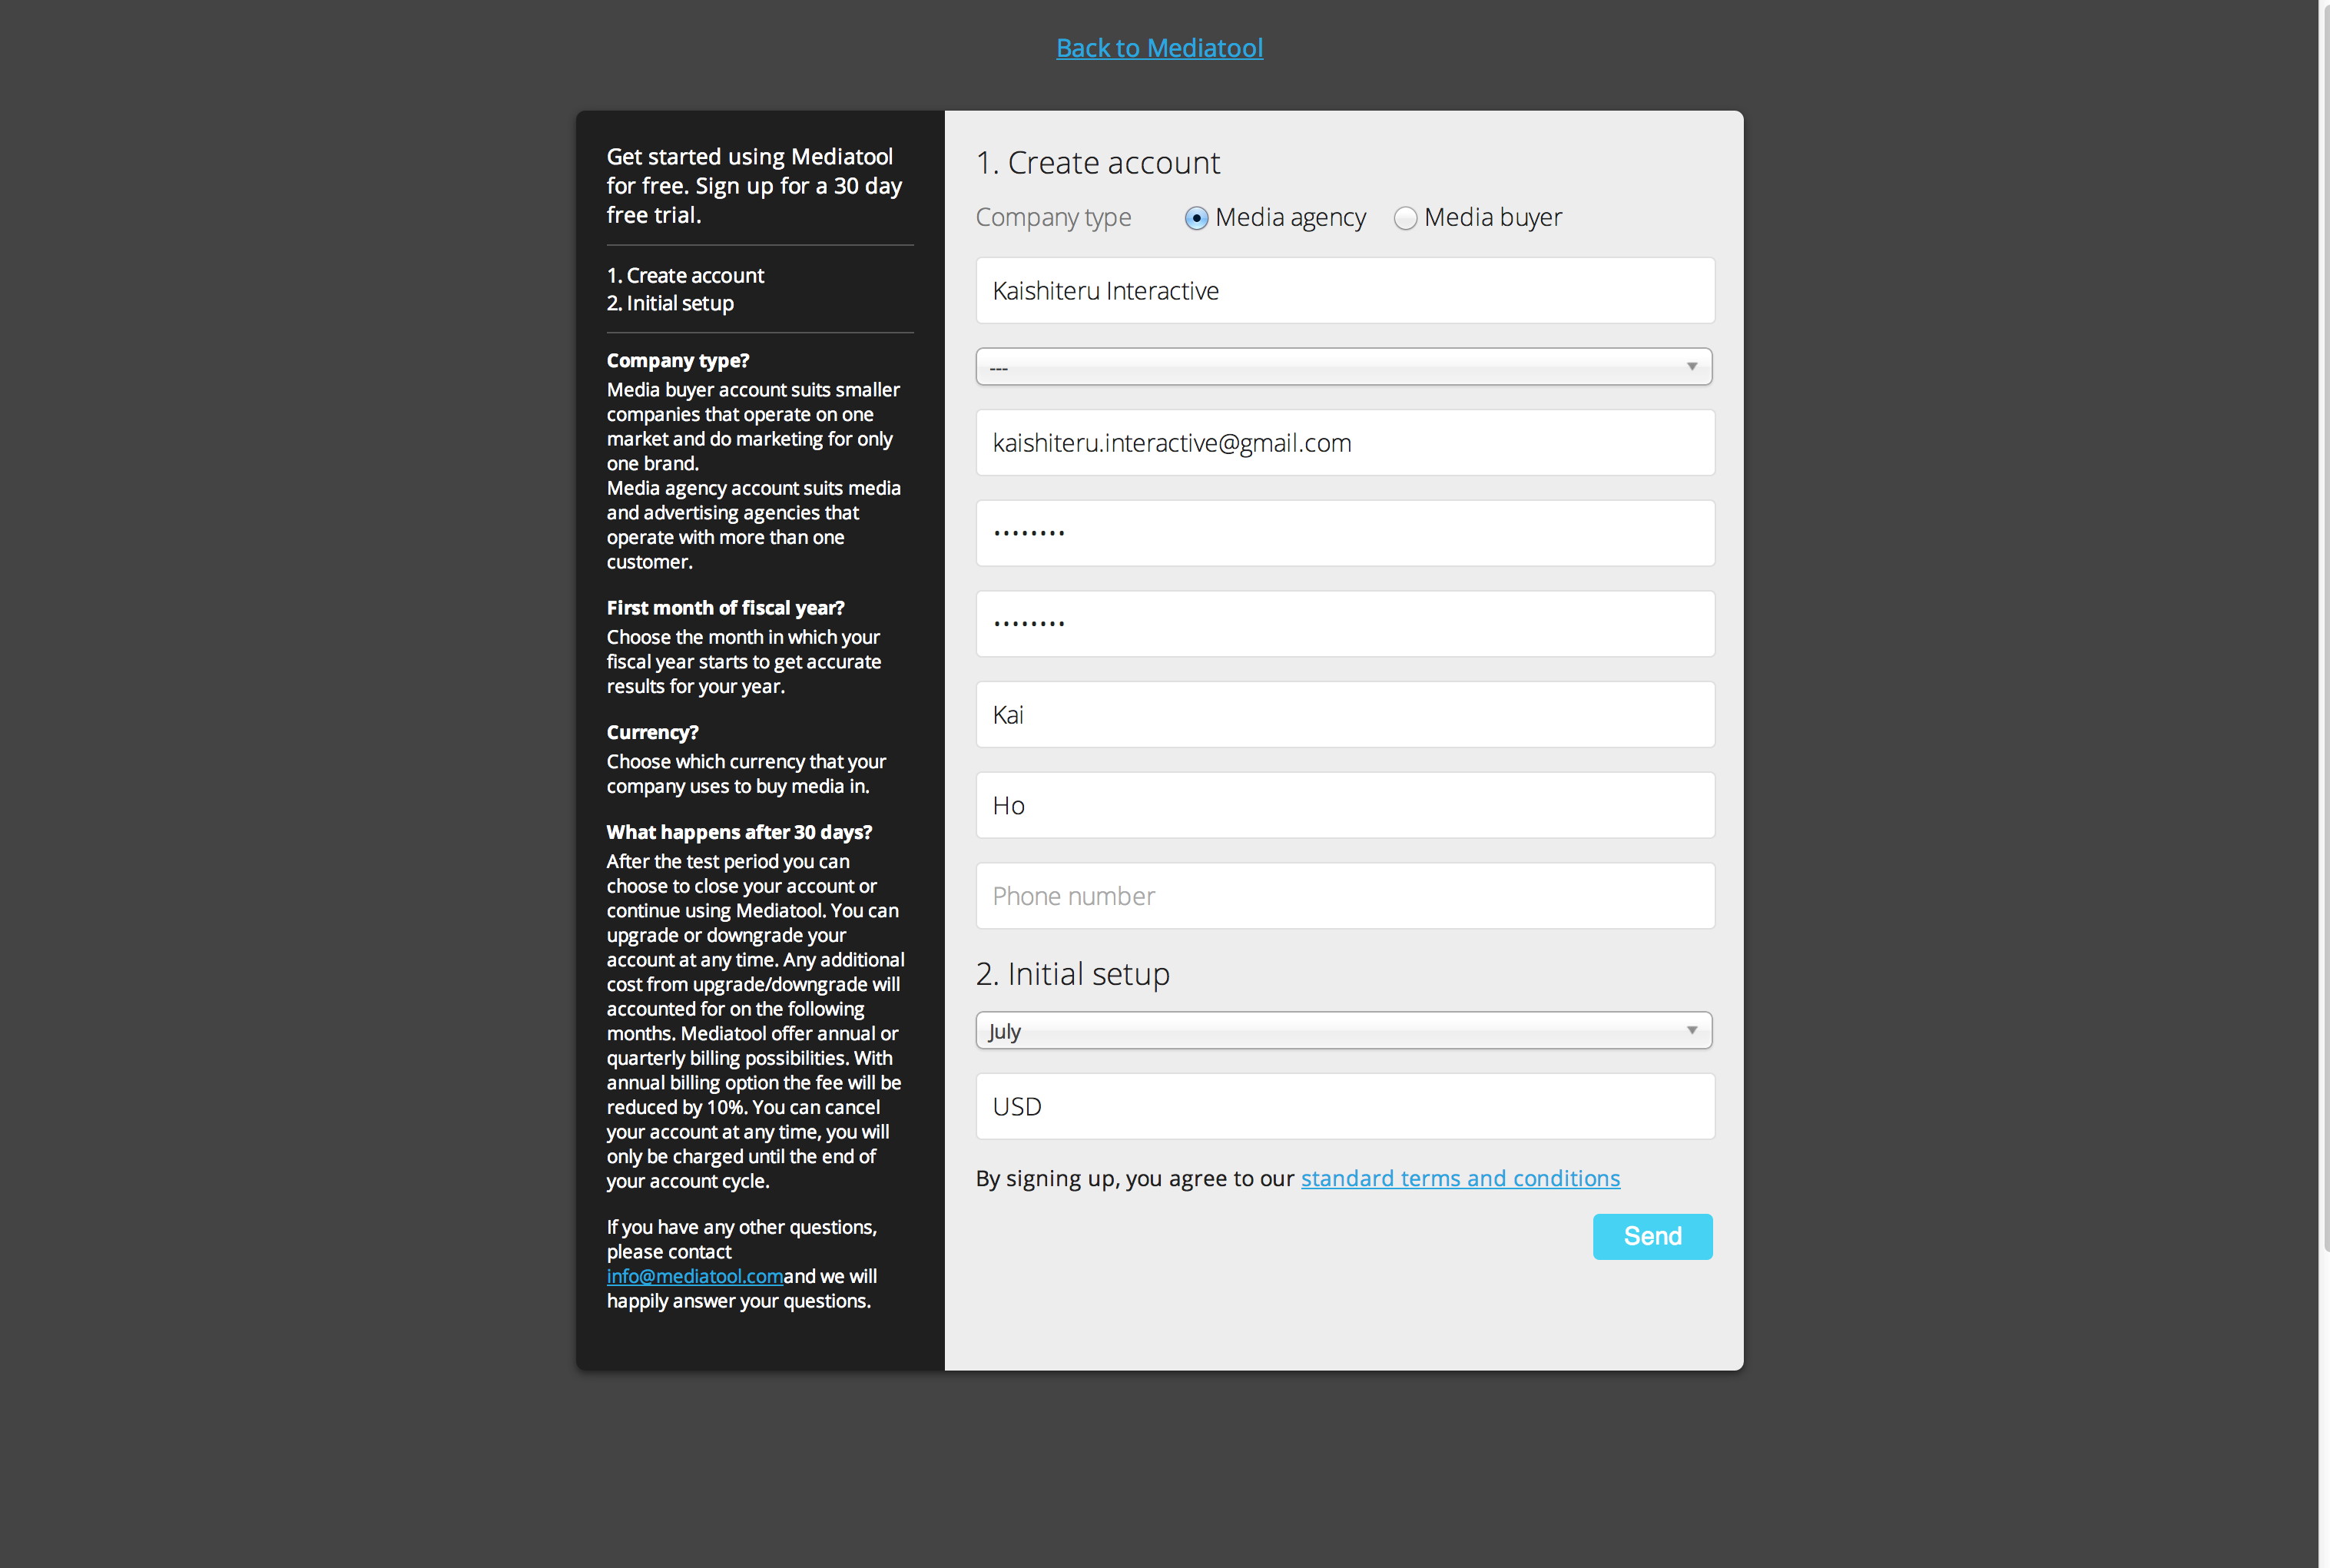 Back to Mediatool
Get started using Mediatool
for free. Sign up for a 30 day
free trial.
1. Create account
2. Initial setup
Company type?
Media buyer account suits smaller
companies that operate on one
market and do marketing for only
one brand.
Media agency account suits media
and advertising agencies that
operate with more than one
customer.
First month of fiscal year?
Choose the month in which your
fiscal year starts to get accurate
results for your year.
Currency?
Choose which currency that your
company uses to buy media in.
What happens after 30 days?
After the test period you can
choose to close your account or
continue using Mediatool. You can
upgrade or downgrade your
account at any time. Any additional
cost from upgrade/downgrade will
accounted for on the following
months. Mediatool offer annual or
quarterly billing possibilities. With
annual billing option the fee will be
reduced by 10%. You can cancel
your account at any time, you will
only be charged until the end of
your account cycle.
If you have any other questions,
please contact
info@mediatool.comand we will
happily answer your questions.
1. Create account
Company type Media agency Media buyer
Kaishiteru Interactive
---
kaishiteru.interactive@gmail.com
••••••••
••••••••
Kai
Ho
Phone number
2. Initial setup
July
USD
By signing up, you agree to our standard terms and conditions
Send